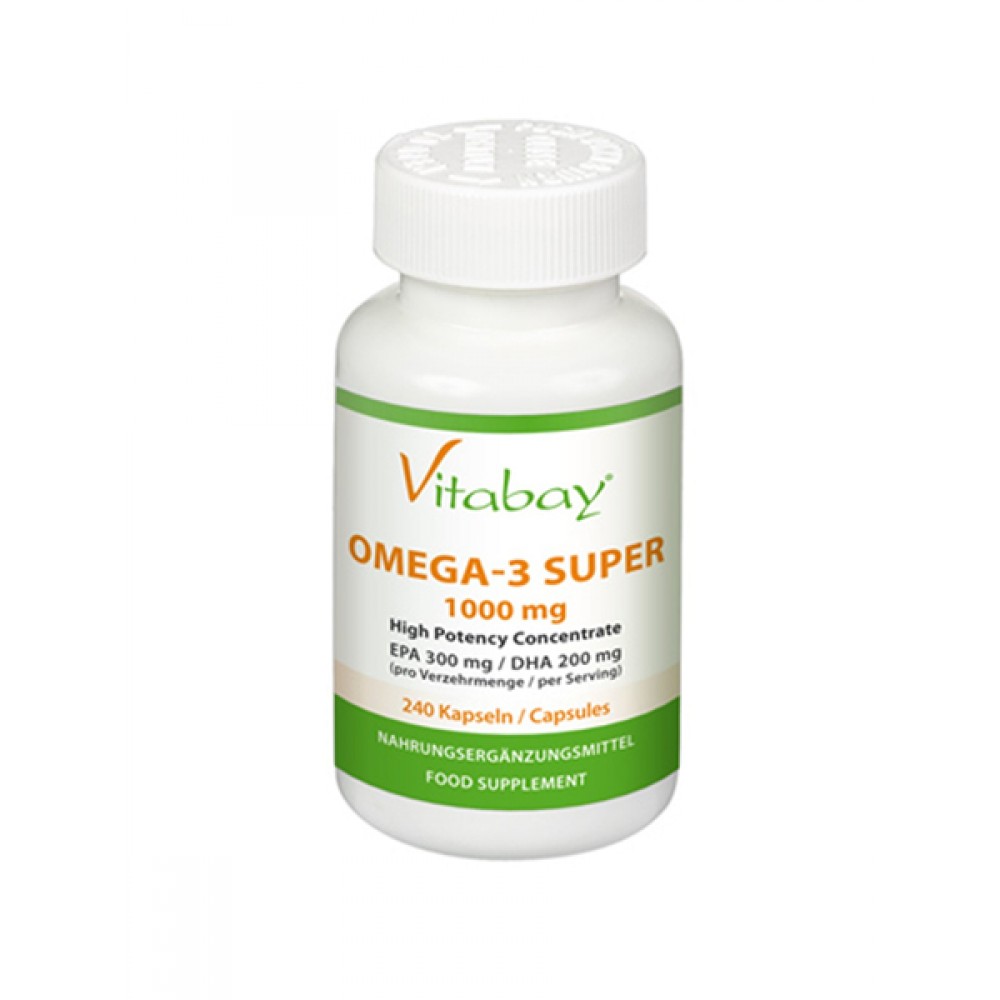 Vitabay®
OMEGA-3 SUPER
1000 mg
High Potency Concentrate
EPA 300 mg / DHA 200 mg
(pro Verzehrmenge / per Serving)
240 Kapseln / Capsules
NAHRUNGSERGÄNZUNGSMITTEL
FOOD SUPPLEMENT